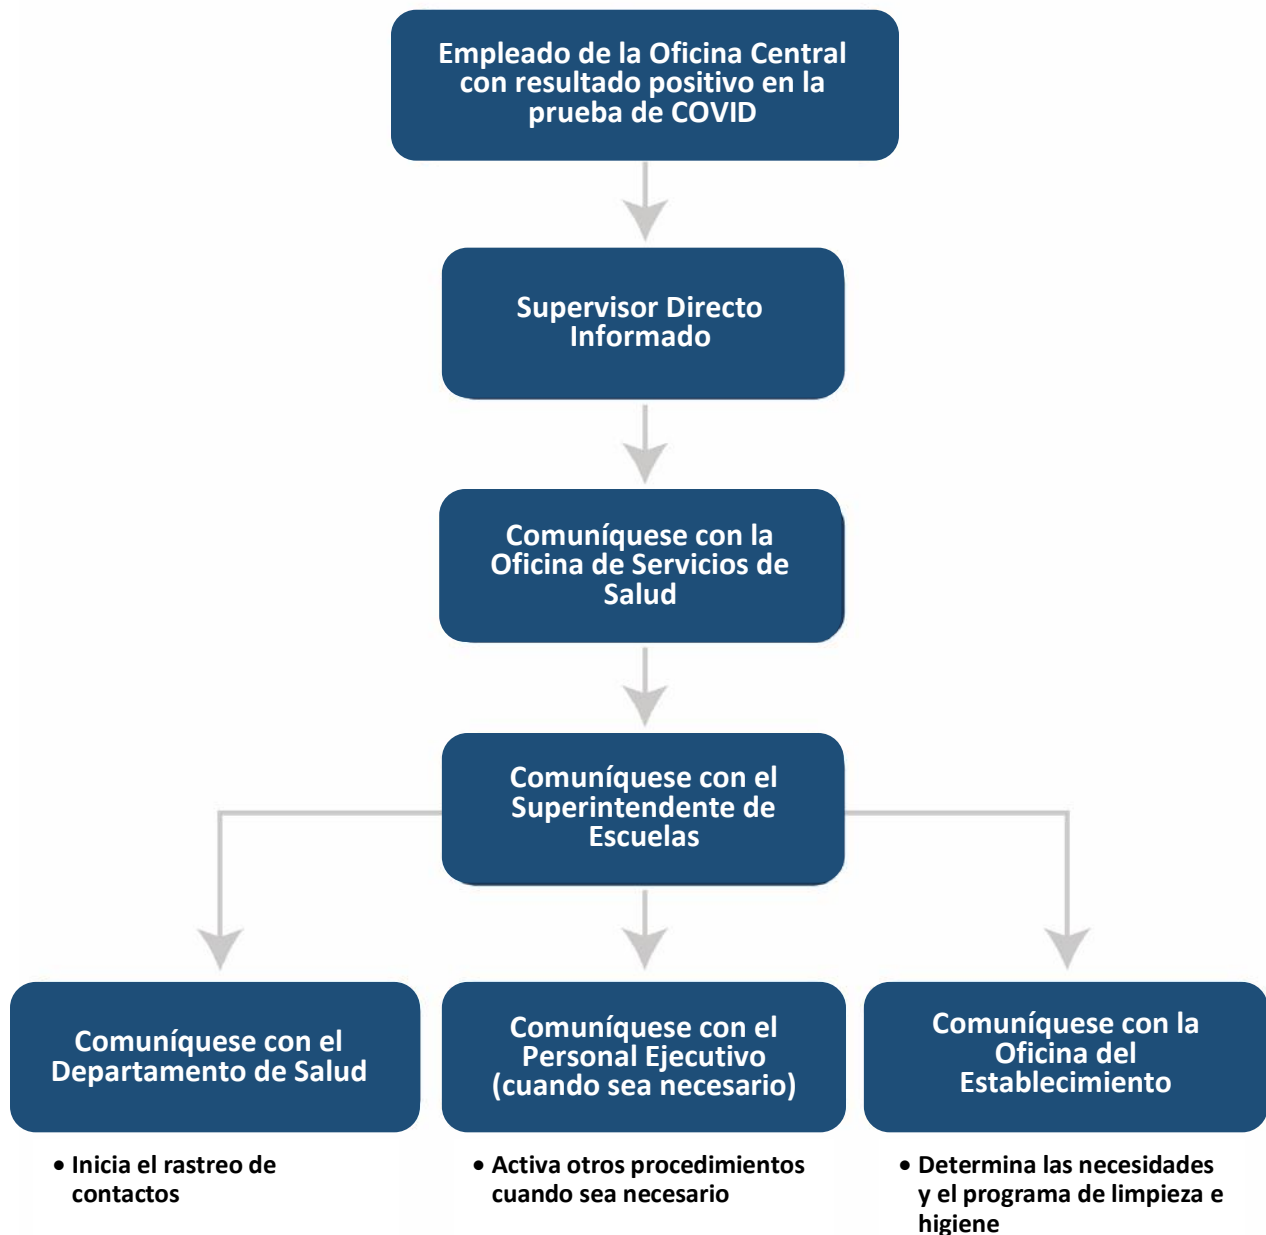 Empleado de la Oficina Central
con resultado positivo en la
prueba de COVID
Supervisor Directo
Informado
Comuníquese con la
Oficina de Servicios de
Salud
Comuníquese con el
Superintendente de
Escuelas
Comuníquese con el
Departamento de Salud
• Inicia el rastreo de
contactos
Comuníquese con el
Personal Ejecutivo
(cuando sea necesario)
• Activa otros procedimientos
cuando sea necesario
Comuníquese con la
Oficina del
Establecimiento
• Determina las necesidades
y el programa de limpieza e
higiene